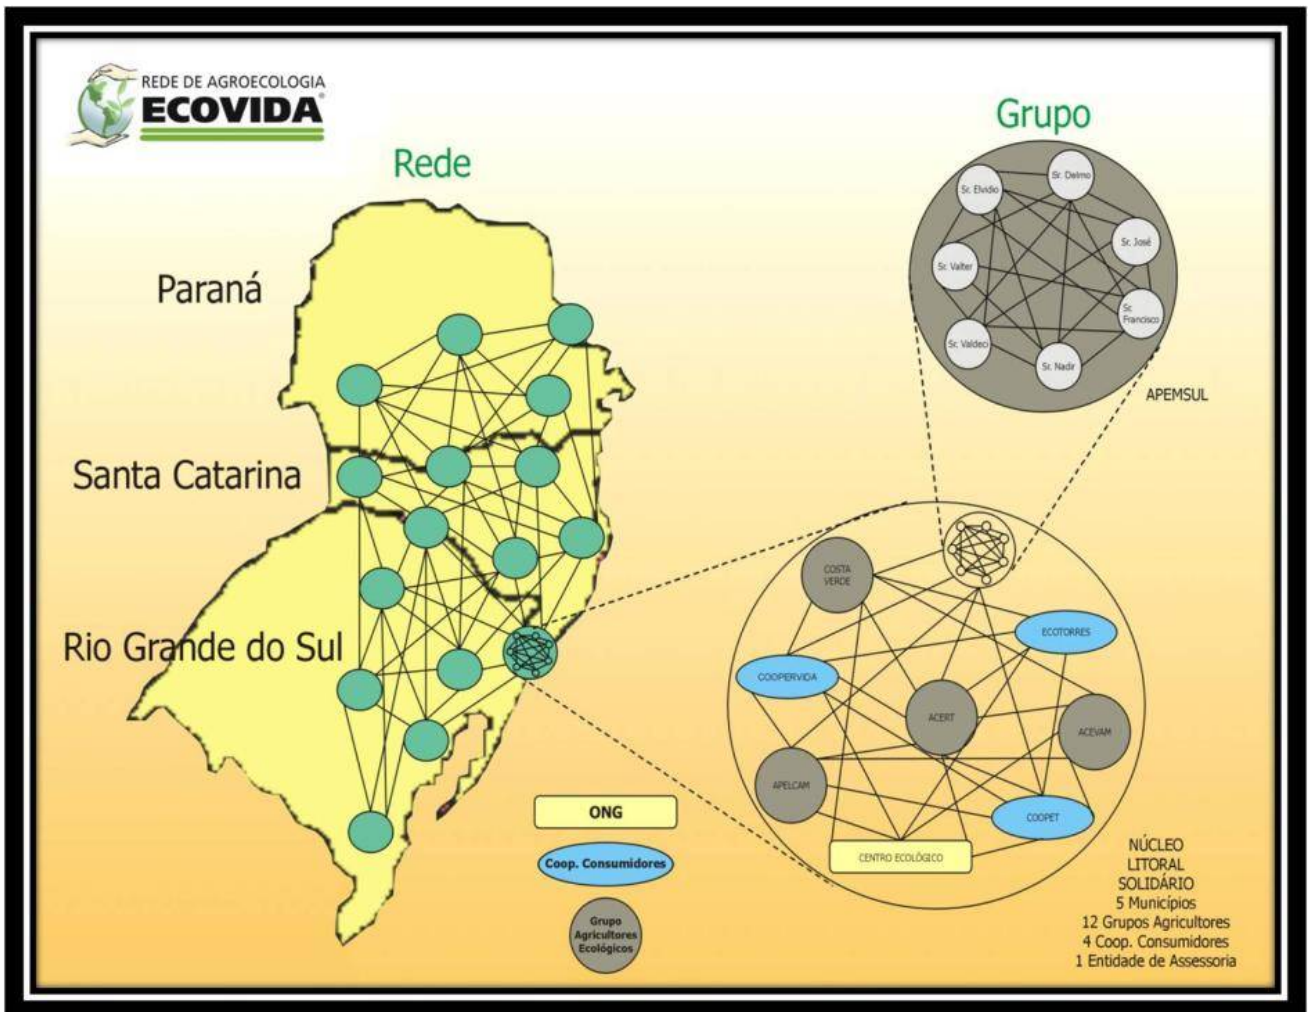 REDE DE AGROECOLOGIA
ECOVIDA®
Rede
Grupo
Paraná
Santa Catarina
Rio Grande do Sul
Sr. Elvidio
Sr. Delmo
Sr. José
Sr. Valter
Sr.
Francisco
Sr. Valdeci
Sr. Nadir
APEMSUL
COSTA
VERDE
ECOTORRES
COOPERVIDA
ACERT
ACEVAM
APELCAM
COOPET
CENTRO ECOLÓGICO
ONG
Coop. Consumidores
Grupo
Agricultores
Ecológicos
NÚCLEO
LITORAL
SOLIDÁRIO
5 Municípios
12 Grupos Agricultores
4 Coop. Consumidores
1 Entidade de Assessoria